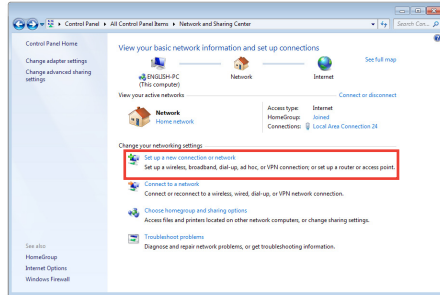 Control Panel ▸ All Control Panel Items ▸ Network and Sharing Center
Search Con...
Control Panel Home
Change adapter settings
Change advanced sharing
settings
View your basic network information and set up connections
See full map
ENGLISH-PC
(This computer)
Network
Internet
View your active networks
Connect or disconnect
Network
Home network
Access type: Internet
HomeGroup: Joined
Connections: Local Area Connection 24
Change your networking settings
Set up a new connection or network
Set up a wireless, broadband, dial-up, ad hoc, or VPN connection; or set up a router or access point.
Connect to a network
Connect or reconnect to a wireless, wired, dial-up, or VPN network connection.
Choose homegroup and sharing options
Access files and printers located on other network computers, or change sharing settings.
Troubleshoot problems
Diagnose and repair network problems, or get troubleshooting information.
See also
HomeGroup
Internet Options
Windows Firewall